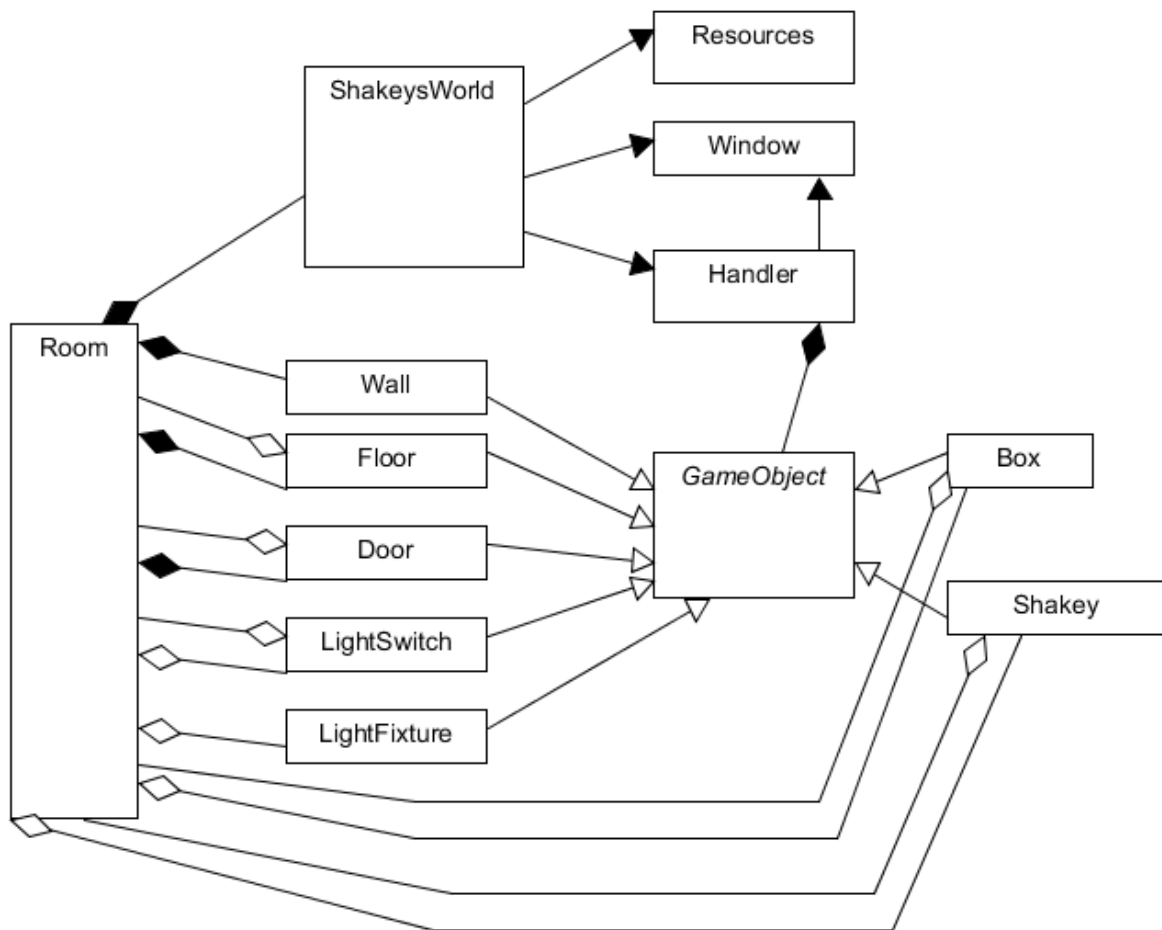 Resources
ShakeysWorld
Window
Handler
Room
Wall
Floor
GameObject
Box
Door
Shakey
LightSwitch
LightFixture